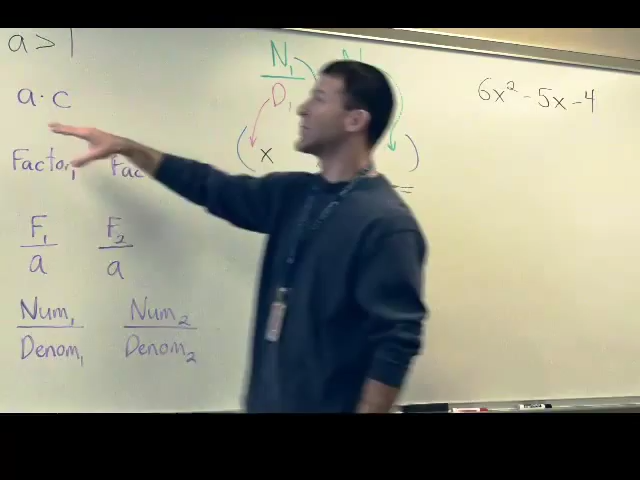 a > 1
a · c
Factor₁
F₁/a F₂/a
Num₁/Denom₁ Num₂/Denom₂
N₁/D₁
( x )
=
6x² - 5x - 4